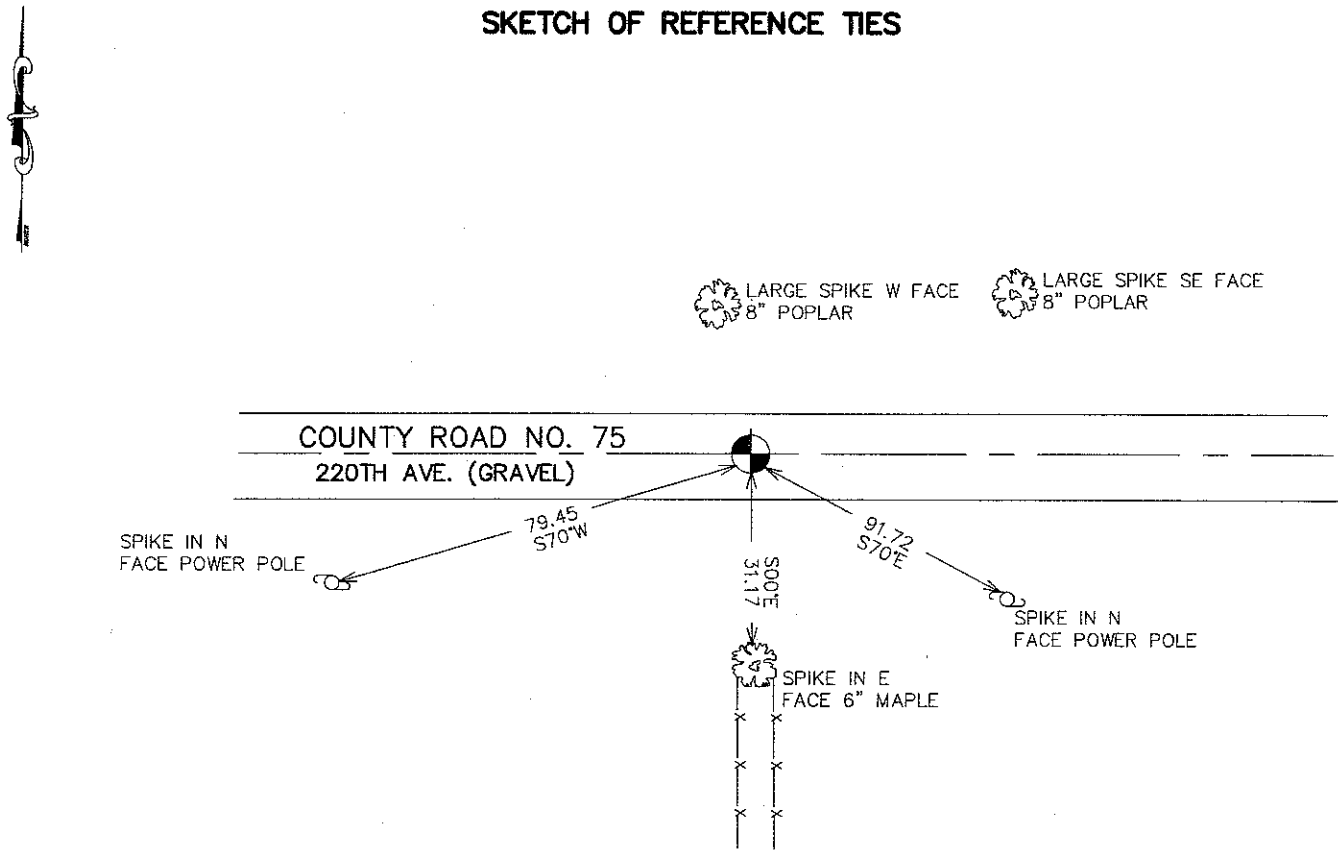 SKETCH OF REFERENCE TIES
LARGE SPIKE W FACE
8" POPLAR
LARGE SPIKE SE FACE
8" POPLAR
COUNTY ROAD NO. 75
220TH AVE. (GRAVEL)
79.45
S70°W
91.72
S70°E
S00°E
31.17
SPIKE IN N
FACE POWER POLE
SPIKE IN N
FACE POWER POLE
SPIKE IN E
FACE 6" MAPLE